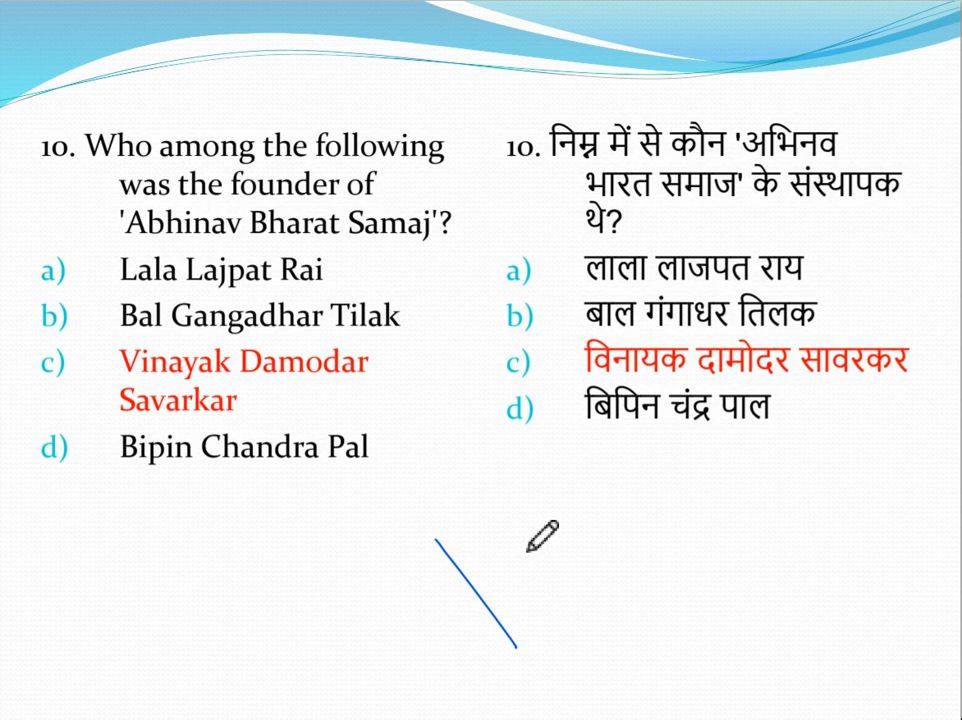 10. Who among the following
was the founder of
'Abhinav Bharat Samaj'?
a) Lala Lajpat Rai
b) Bal Gangadhar Tilak
c) Vinayak Damodar
Savarkar
d) Bipin Chandra Pal
10. निम्न में से कौन 'अभिनव
भारत समाज' के संस्थापक
थे?
a) लाला लाजपत राय
b) बाल गंगाधर तिलक
c) विनायक दामोदर सावरकर
d) बिपिन चंद्र पाल